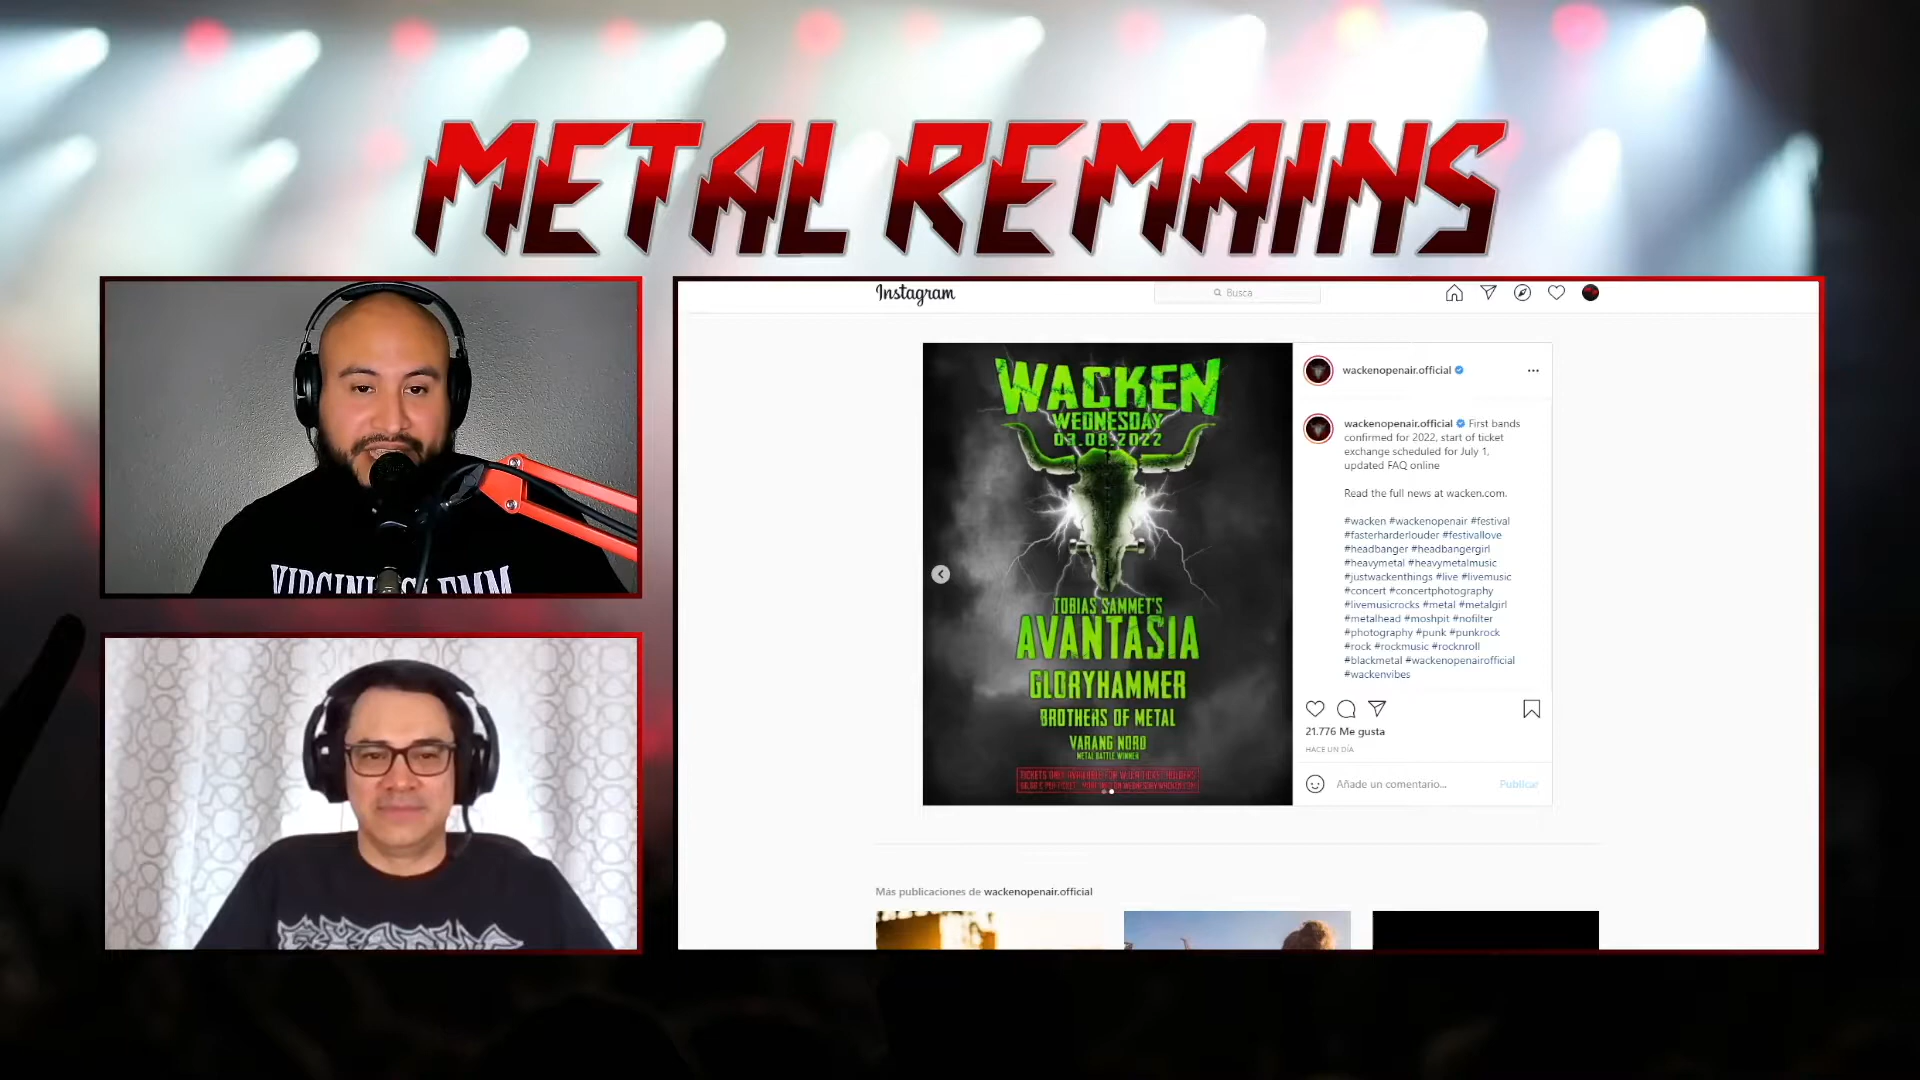 METAL REMAINS
Instagram
Busca
WACKEN
WEDNESDAY
03.08.2022
TOBIAS SAMMET'S
AVANTASIA
GLORYHAMMER
BROTHERS OF METAL
VARANG NORD
METAL BATTLE WINNER
wackenopenair.official
wackenopenair.official First bands
confirmed for 2022, start of ticket
exchange scheduled for July 1,
updated FAQ online
Read the full news at wacken.com.
#wacken #wackenopenair #festival
#fasterharderlouder #festivallove
#headbanger #headbangergirl
#heavymetal #heavymetalmusic
#justwackenthings #live #livemusic
#concert #concertphotography
#livemusicrocks #metal #metalgirl
#metalhead #moshpit #nofilter
#photography #punk #punkrock
#rock #rockmusic #rocknroll
#blackmetal #wackenopenairofficial
#wackenvibes
21.776 Me gusta
HACE UN DÍA
Añade un comentario...
Publicar
Más publicaciones de wackenopenair.official